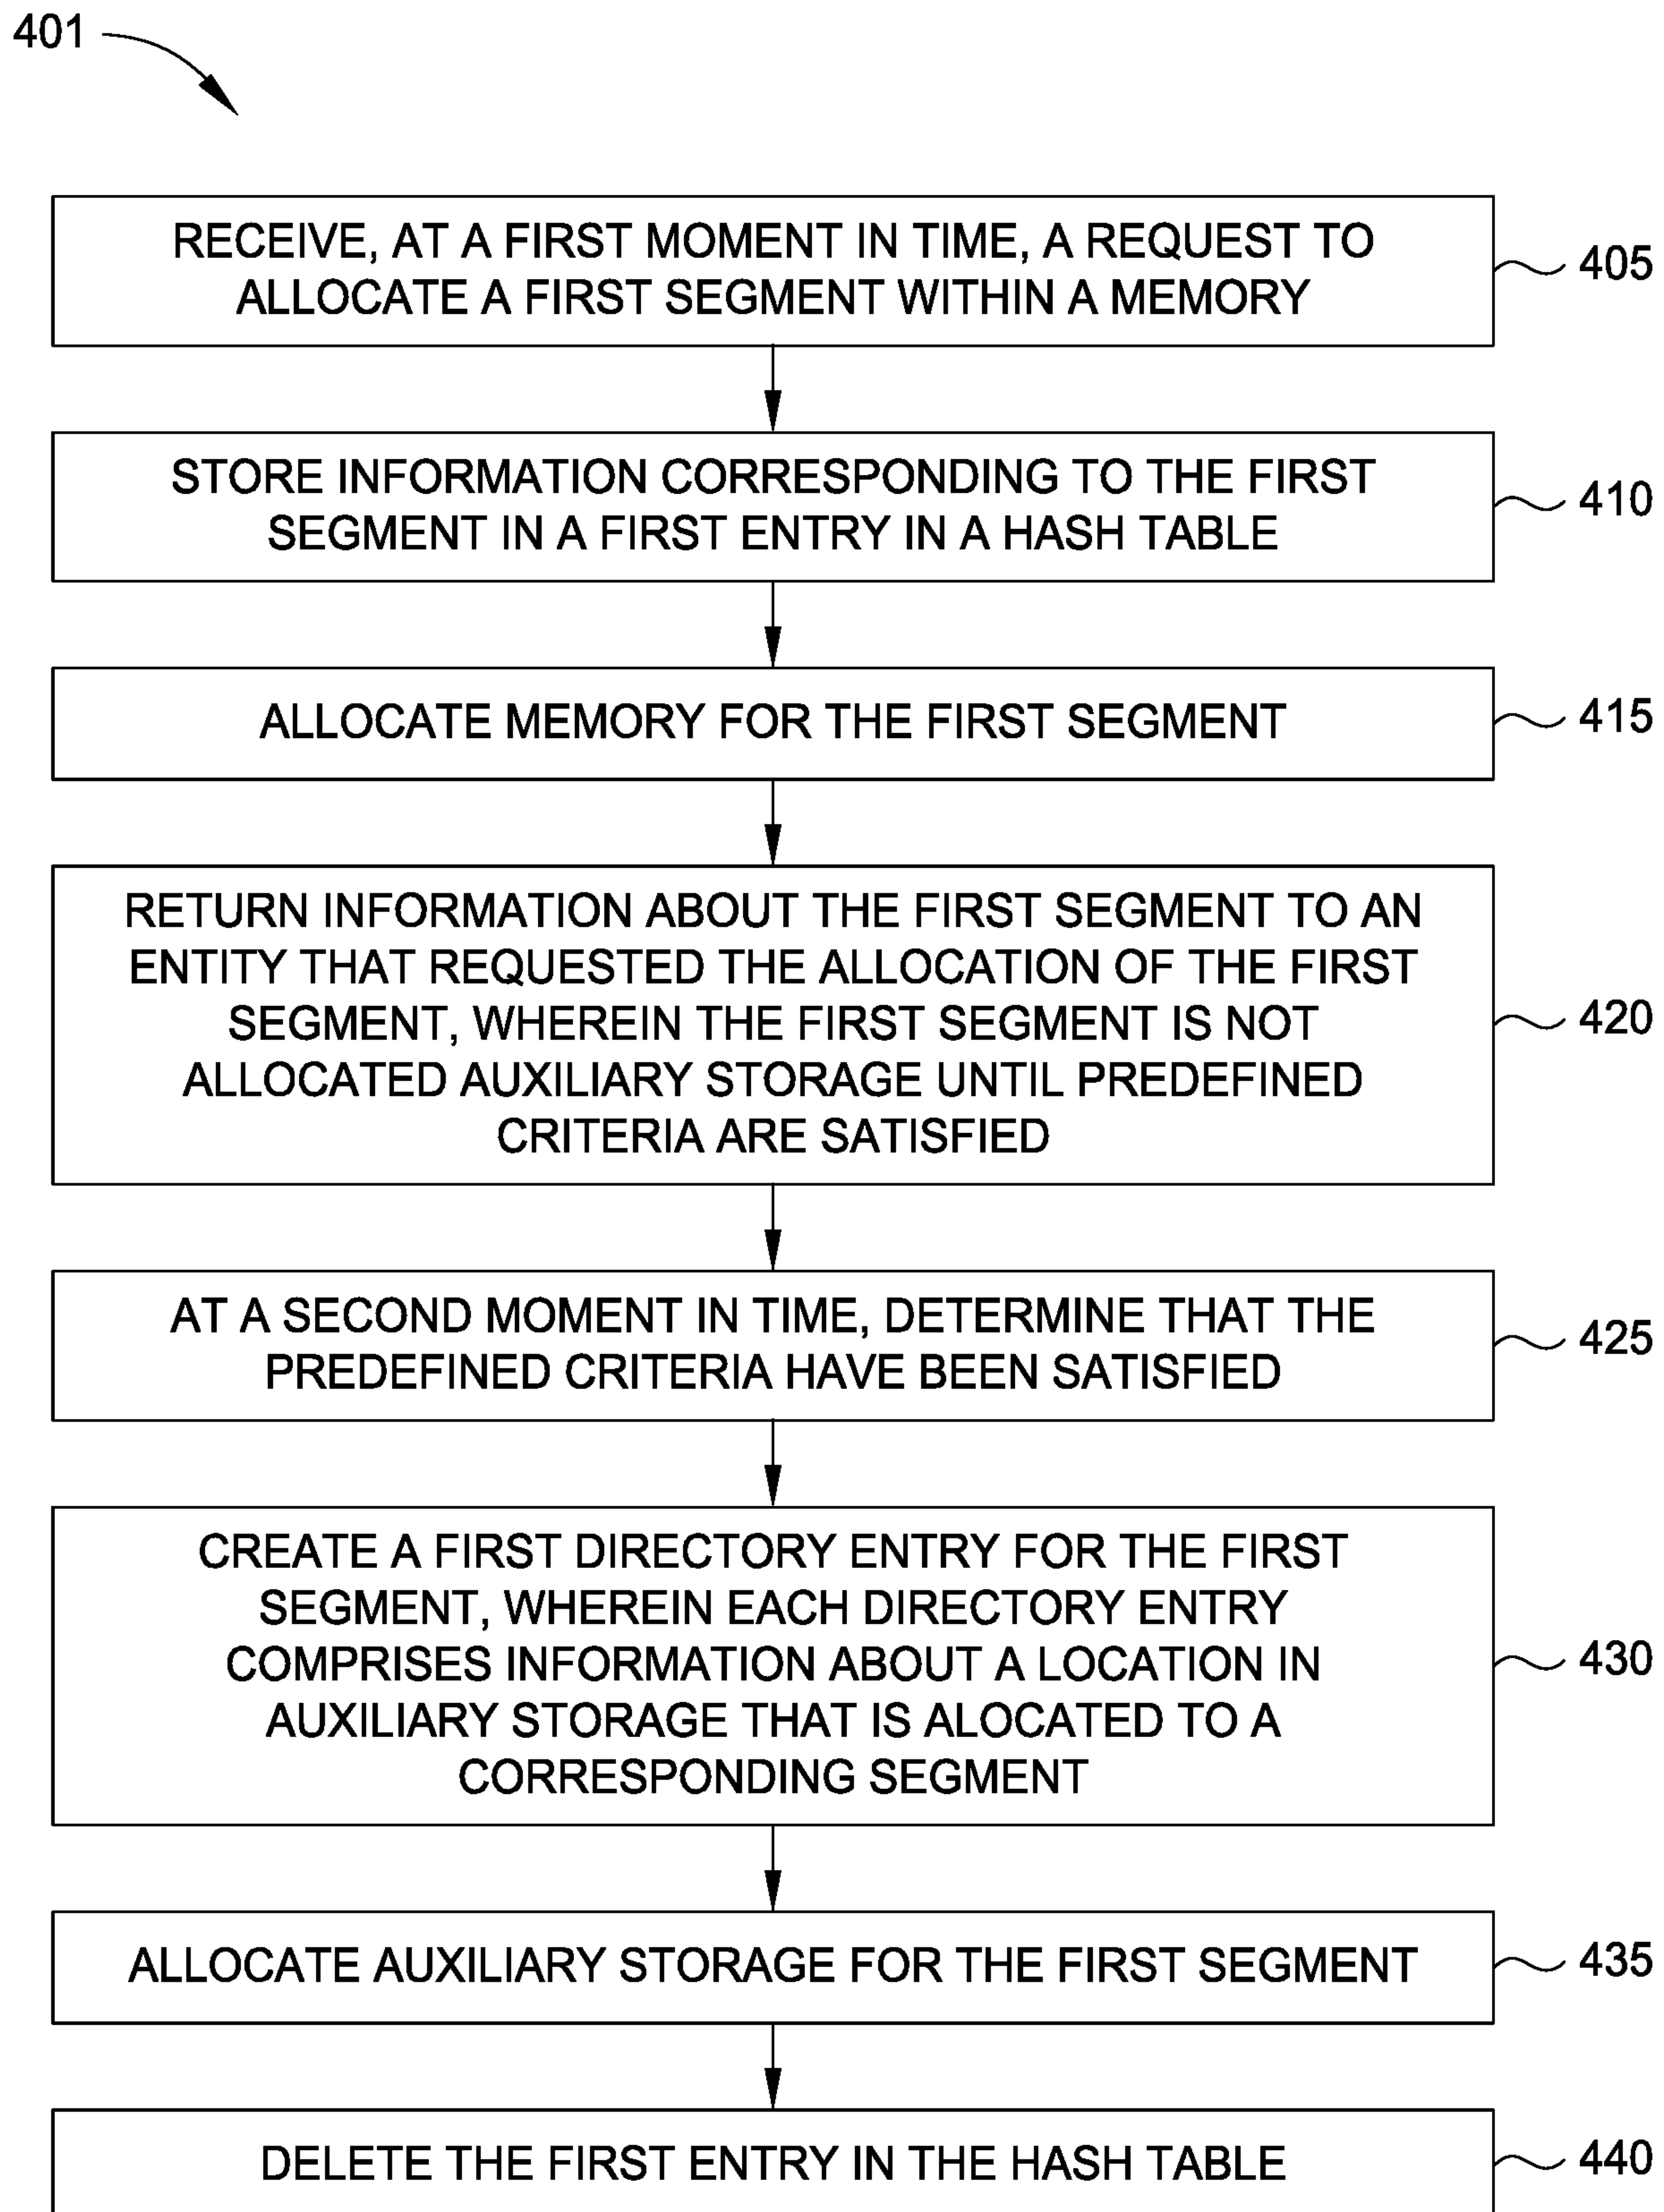 401
RECEIVE, AT A FIRST MOMENT IN TIME, A REQUEST TO
ALLOCATE A FIRST SEGMENT WITHIN A MEMORY
405
STORE INFORMATION CORRESPONDING TO THE FIRST
SEGMENT IN A FIRST ENTRY IN A HASH TABLE
410
ALLOCATE MEMORY FOR THE FIRST SEGMENT
415
RETURN INFORMATION ABOUT THE FIRST SEGMENT TO AN
ENTITY THAT REQUESTED THE ALLOCATION OF THE FIRST
SEGMENT, WHEREIN THE FIRST SEGMENT IS NOT
ALLOCATED AUXILIARY STORAGE UNTIL PREDEFINED
CRITERIA ARE SATISFIED
420
AT A SECOND MOMENT IN TIME, DETERMINE THAT THE
PREDEFINED CRITERIA HAVE BEEN SATISFIED
425
CREATE A FIRST DIRECTORY ENTRY FOR THE FIRST
SEGMENT, WHEREIN EACH DIRECTORY ENTRY
COMPRISES INFORMATION ABOUT A LOCATION IN
AUXILIARY STORAGE THAT IS ALOCATED TO A
CORRESPONDING SEGMENT
430
ALLOCATE AUXILIARY STORAGE FOR THE FIRST SEGMENT
435
DELETE THE FIRST ENTRY IN THE HASH TABLE
440